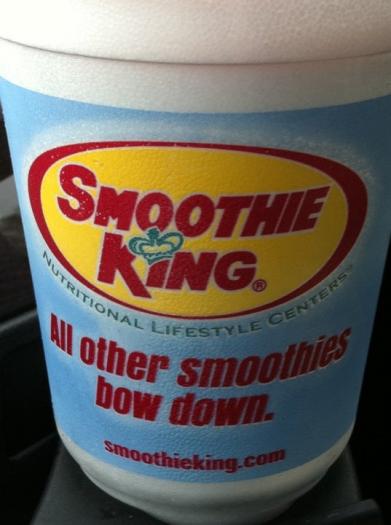 SMOOTHIE
KING®
NUTRITIONAL LIFESTYLE CENTERS®
All other smoothies
bow down.
smoothieking.com